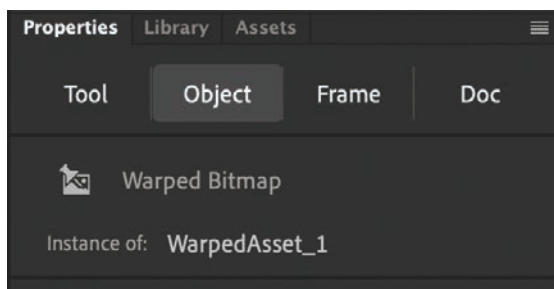 Properties Library Assets
Tool Object Frame Doc
Warped Bitmap
Instance of: WarpedAsset_1